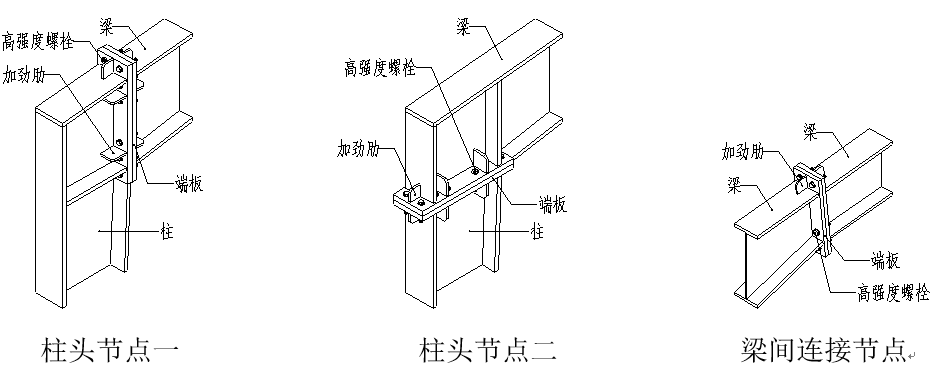 梁
高强度螺栓
加劲肋
端板
柱
柱头节点一
梁
高强度螺栓
加劲肋
端板
柱
柱头节点二
梁
加劲肋
梁
端板
高强度螺栓
梁间连接节点